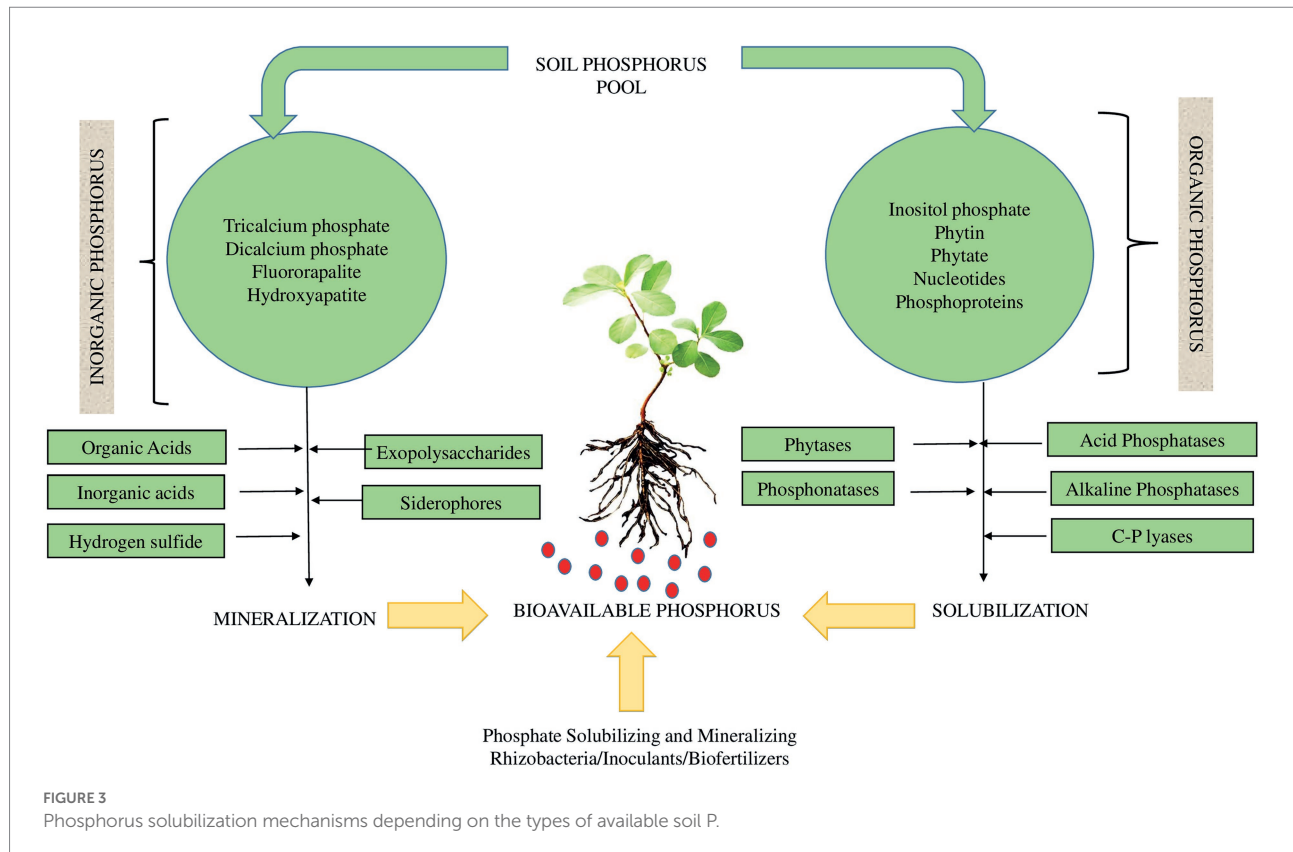 SOIL PHOSPHORUS
POOL
INORGANIC PHOSPHORUS
Tricalcium phosphate
Dicalcium phosphate
Fluororapalite
Hydroxyapatite
Inositol phosphate
Phytin
Phytate
Nucleotides
Phosphoproteins
ORGANIC PHOSPHORUS
Organic Acids
Exopolysaccharides
Inorganic acids
Siderophores
Hydrogen sulfide
Phytases
Acid Phosphatases
Phosphonatases
Alkaline Phosphatases
C-P lyases
MINERALIZATION
BIOAVAILABLE PHOSPHORUS
SOLUBILIZATION
Phosphate Solubilizing and Mineralizing
Rhizobacteria/Inoculants/Biofertilizers
FIGURE 3
Phosphorus solubilization mechanisms depending on the types of available soil P.